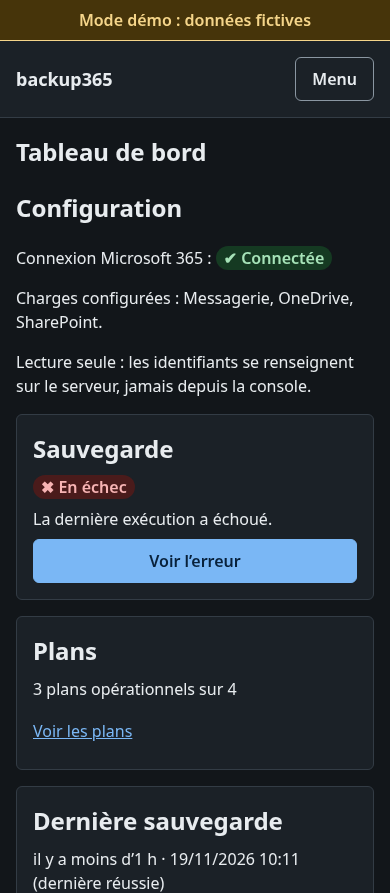 Mode démo : données fictives
backup365
Menu
Tableau de bord
Configuration
Connexion Microsoft 365 : ✔ Connectée
Charges configurées : Messagerie, OneDrive,
SharePoint.
Lecture seule : les identifiants se renseignent
sur le serveur, jamais depuis la console.
Sauvegarde
✖ En échec
La dernière exécution a échoué.
Voir l’erreur
Plans
3 plans opérationnels sur 4
Voir les plans
Dernière sauvegarde
il y a moins d’1 h · 19/11/2026 10:11
(dernière réussie)